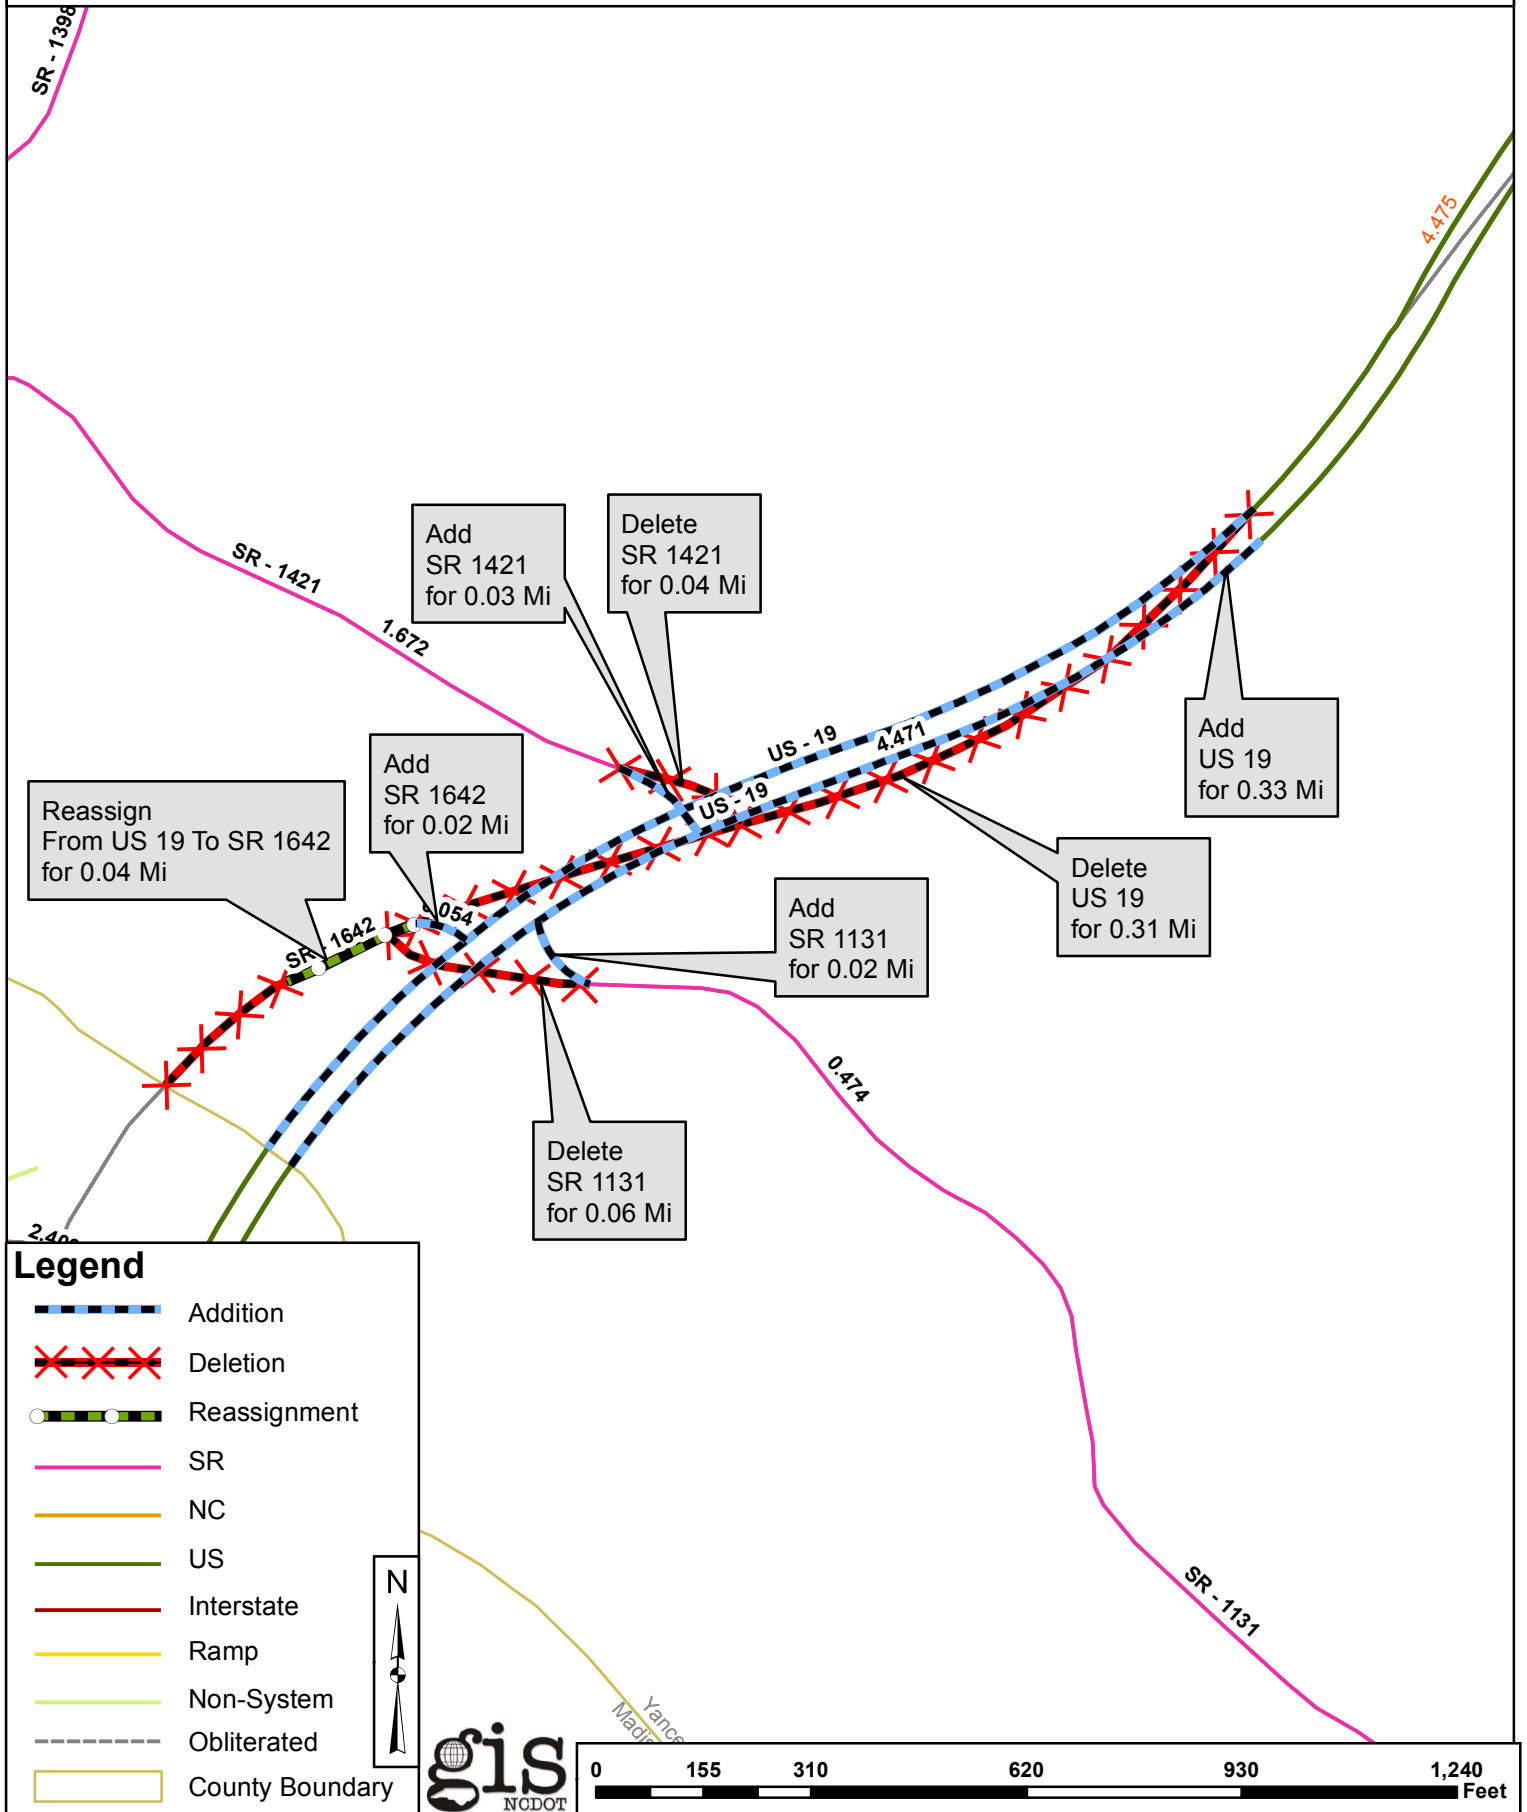 SR - 1398
4.475
SR - 1421
1.672
Add
SR 1421
for 0.03 Mi
Delete
SR 1421
for 0.04 Mi
US - 19
4.471
US - 19
Add
US 19
for 0.33 Mi
Add
SR 1642
for 0.02 Mi
Reassign
From US 19 To SR 1642
for 0.04 Mi
Delete
US 19
for 0.31 Mi
SR - 1642
Add
SR 1131
for 0.02 Mi
0.474
Delete
SR 1131
for 0.06 Mi
SR - 1131
Legend
Addition
Deletion
Reassignment
SR
NC
US
Interstate
Ramp
Non-System
Obliterated
County Boundary
N
gis
NCDOT
0 155 310 620 930 1,240
Feet